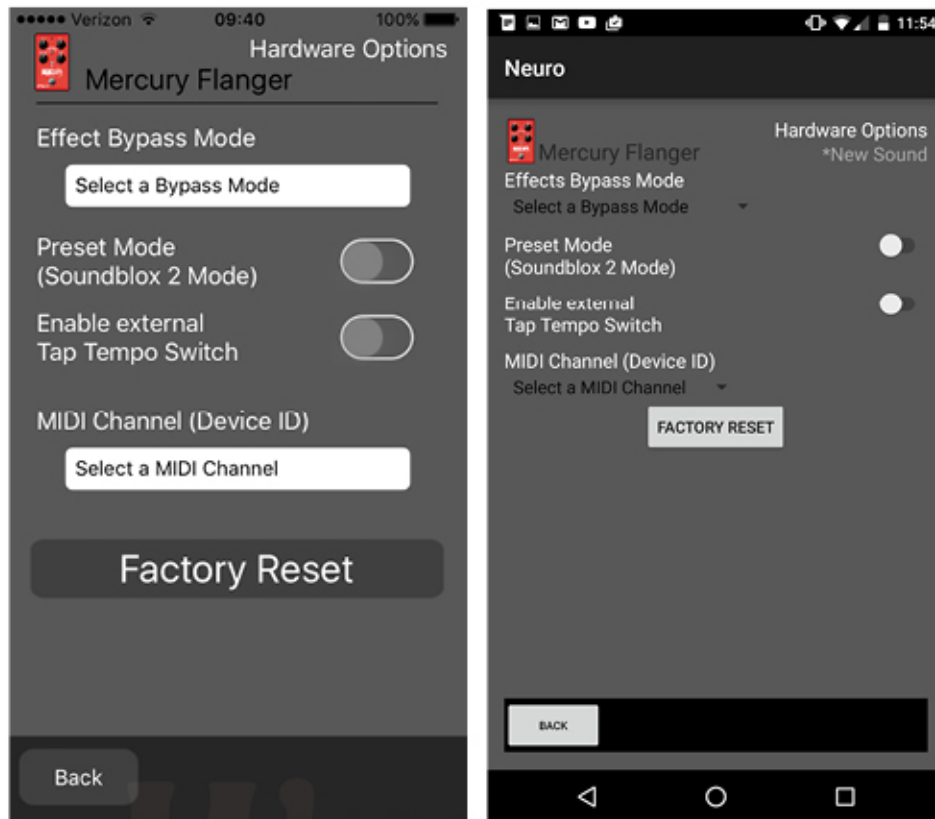 Verizon 09:40 100%
Hardware Options
Mercury Flanger
Effect Bypass Mode
Select a Bypass Mode
Preset Mode
(Soundblox 2 Mode)
Enable external
Tap Tempo Switch
MIDI Channel (Device ID)
Select a MIDI Channel
Factory Reset
Back
11:54
Neuro
Hardware Options
Mercury Flanger *New Sound
Effects Bypass Mode
Select a Bypass Mode
Preset Mode
(Soundblox 2 Mode)
Enable external
Tap Tempo Switch
MIDI Channel (Device ID)
Select a MIDI Channel
FACTORY RESET
BACK